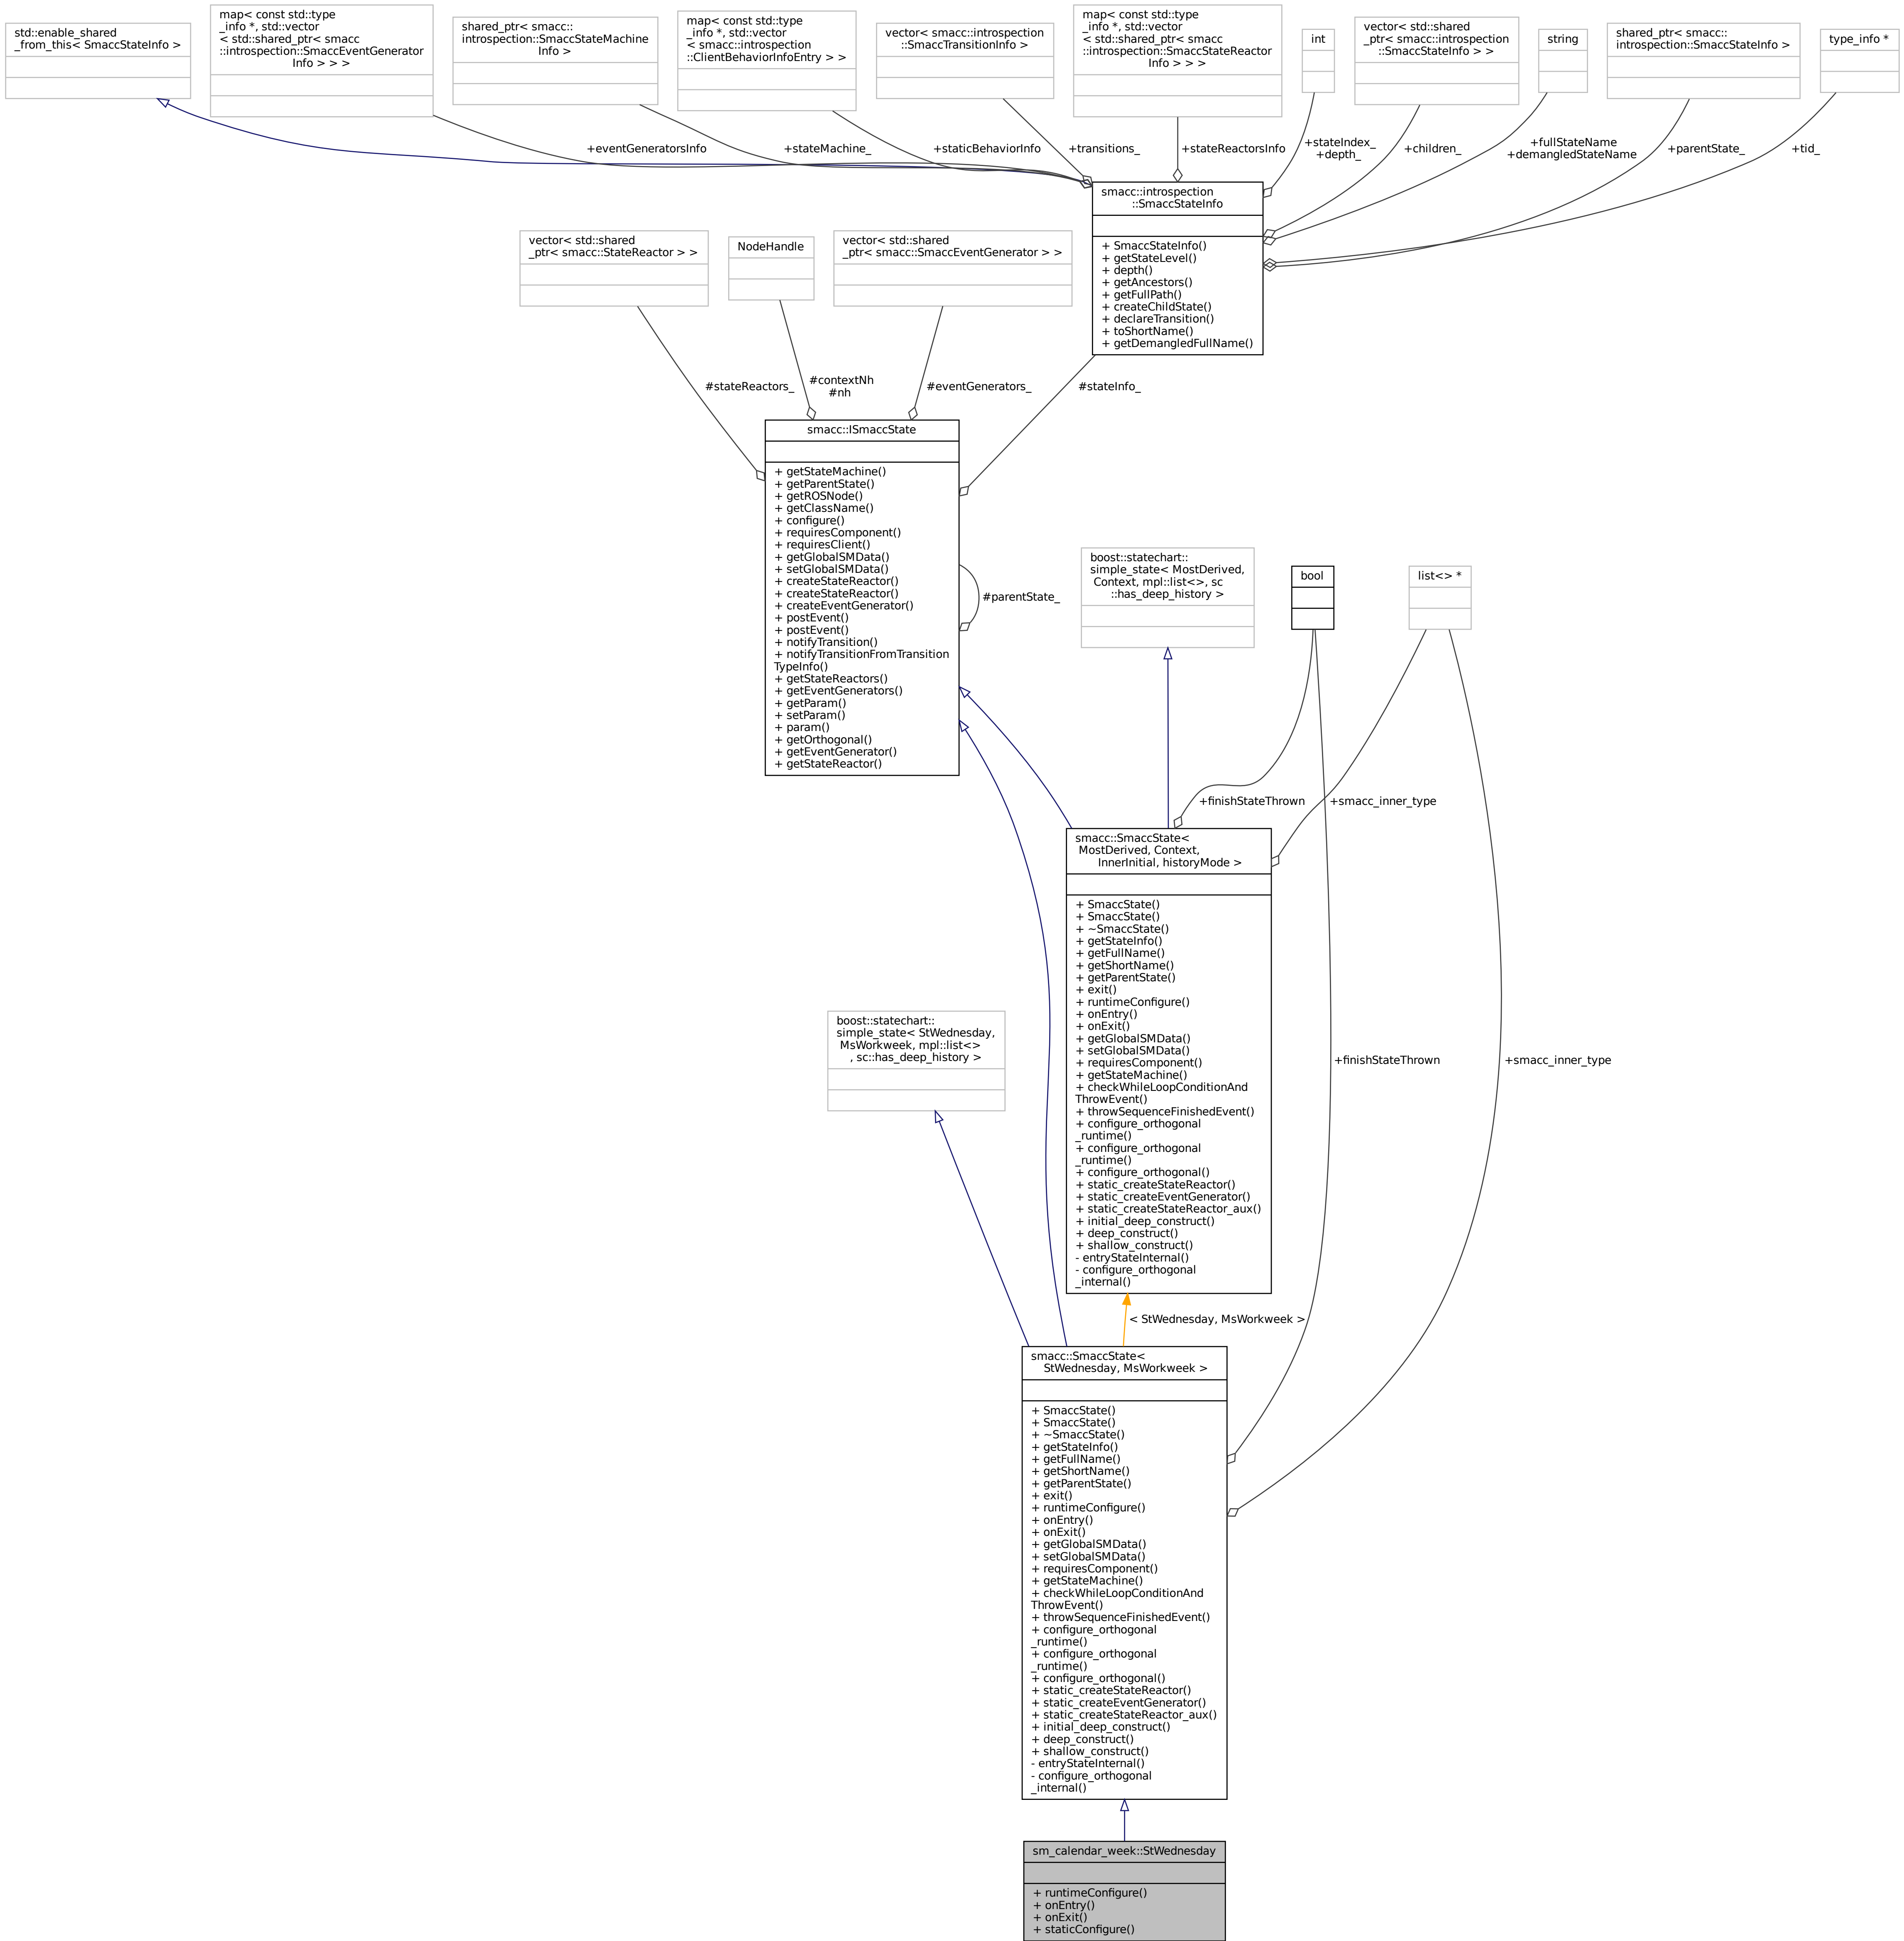 std::enable_shared
_from_this< SmaccStateInfo >
map< const std::type
_info *, std::vector
< std::shared_ptr< smacc
::introspection::SmaccEventGenerator
Info > > >
shared_ptr< smacc::
introspection::SmaccStateMachine
Info >
map< const std::type
_info *, std::vector
< smacc::introspection
::ClientBehaviorInfoEntry > >
vector< smacc::introspection
::SmaccTransitionInfo >
map< const std::type
_info *, std::vector
< std::shared_ptr< smacc
::introspection::SmaccStateReactor
Info > > >
int
vector< std::shared
_ptr< smacc::introspection
::SmaccStateInfo > >
string
shared_ptr< smacc::
introspection::SmaccStateInfo >
type_info *
+eventGeneratorsInfo
+stateMachine_
+staticBehaviorInfo
+transitions_
+stateReactorsInfo
+stateIndex_
+depth_
+children_
+fullStateName
+demangledStateName
+parentState_
+tid_
smacc::introspection
::SmaccStateInfo
+ SmaccStateInfo()
+ getStateLevel()
+ depth()
+ getAncestors()
+ getFullPath()
+ createChildState()
+ declareTransition()
+ toShortName()
+ getDemangledFullName()
vector< std::shared
_ptr< smacc::StateReactor > >
NodeHandle
vector< std::shared
_ptr< smacc::SmaccEventGenerator > >
#stateReactors_
#contextNh
#nh
#eventGenerators_
#stateInfo_
smacc::ISmaccState
+ getStateMachine()
+ getParentState()
+ getROSNode()
+ getClassName()
+ configure()
+ requiresComponent()
+ requiresClient()
+ getGlobalSMData()
+ setGlobalSMData()
+ createStateReactor()
+ createStateReactor()
+ createEventGenerator()
+ postEvent()
+ postEvent()
+ notifyTransition()
+ notifyTransitionFromTransition
TypeInfo()
+ getStateReactors()
+ getEventGenerators()
+ getParam()
+ setParam()
+ param()
+ getOrthogonal()
+ getEventGenerator()
+ getStateReactor()
#parentState_
boost::statechart::
simple_state< MostDerived,
Context, mpl::list<>, sc
::has_deep_history >
bool
list<> *
+finishStateThrown
+smacc_inner_type
smacc::SmaccState<
MostDerived, Context,
InnerInitial, historyMode >
+ SmaccState()
+ SmaccState()
+ ~SmaccState()
+ getStateInfo()
+ getFullName()
+ getShortName()
+ getParentState()
+ exit()
+ runtimeConfigure()
+ onEntry()
+ onExit()
+ getGlobalSMData()
+ setGlobalSMData()
+ requiresComponent()
+ getStateMachine()
+ checkWhileLoopConditionAnd
ThrowEvent()
+ throwSequenceFinishedEvent()
+ configure_orthogonal
_runtime()
+ configure_orthogonal
_runtime()
+ configure_orthogonal()
+ static_createStateReactor()
+ static_createEventGenerator()
+ static_createStateReactor_aux()
+ initial_deep_construct()
+ deep_construct()
+ shallow_construct()
- entryStateInternal()
- configure_orthogonal
_internal()
boost::statechart::
simple_state< StWednesday,
MsWorkweek, mpl::list<>
, sc::has_deep_history >
+finishStateThrown
+smacc_inner_type
< StWednesday, MsWorkweek >
smacc::SmaccState<
StWednesday, MsWorkweek >
+ SmaccState()
+ SmaccState()
+ ~SmaccState()
+ getStateInfo()
+ getFullName()
+ getShortName()
+ getParentState()
+ exit()
+ runtimeConfigure()
+ onEntry()
+ onExit()
+ getGlobalSMData()
+ setGlobalSMData()
+ requiresComponent()
+ getStateMachine()
+ checkWhileLoopConditionAnd
ThrowEvent()
+ throwSequenceFinishedEvent()
+ configure_orthogonal
_runtime()
+ configure_orthogonal
_runtime()
+ configure_orthogonal()
+ static_createStateReactor()
+ static_createEventGenerator()
+ static_createStateReactor_aux()
+ initial_deep_construct()
+ deep_construct()
+ shallow_construct()
- entryStateInternal()
- configure_orthogonal
_internal()
sm_calendar_week::StWednesday
+ runtimeConfigure()
+ onEntry()
+ onExit()
+ staticConfigure()